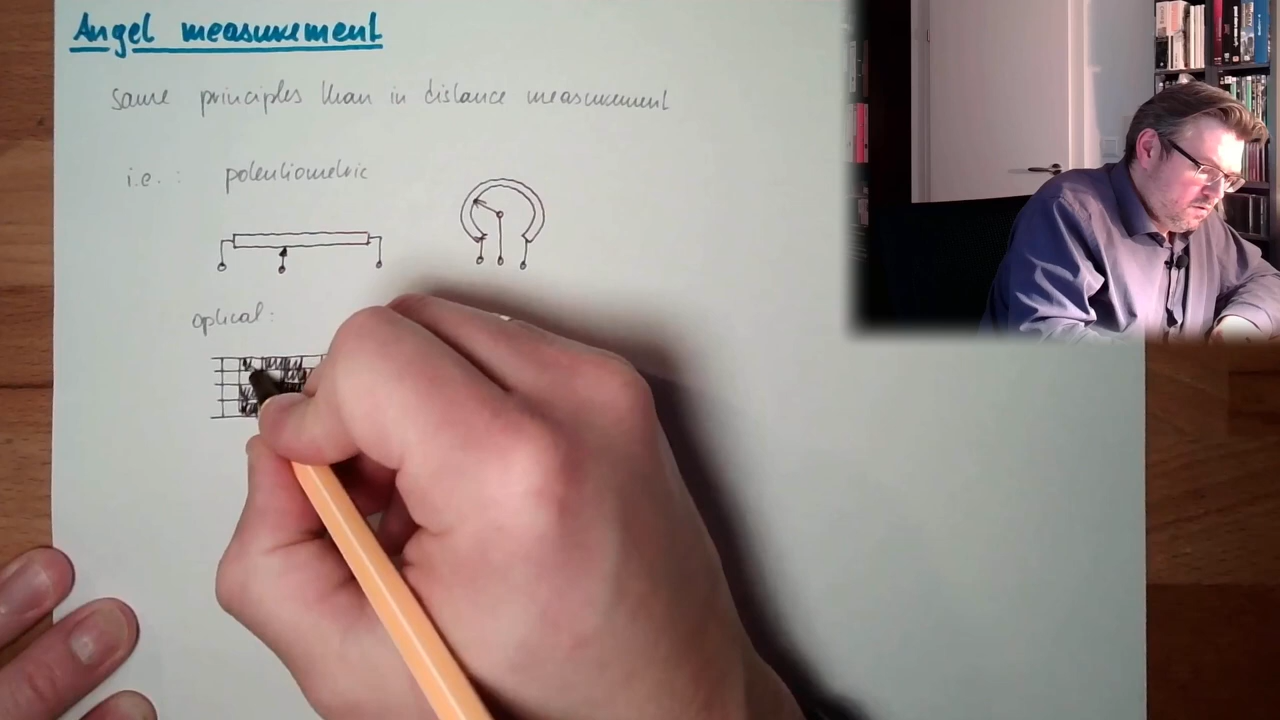 Angel measurement
same principles than in distance measurement
i.e. : potentiometric
optical: